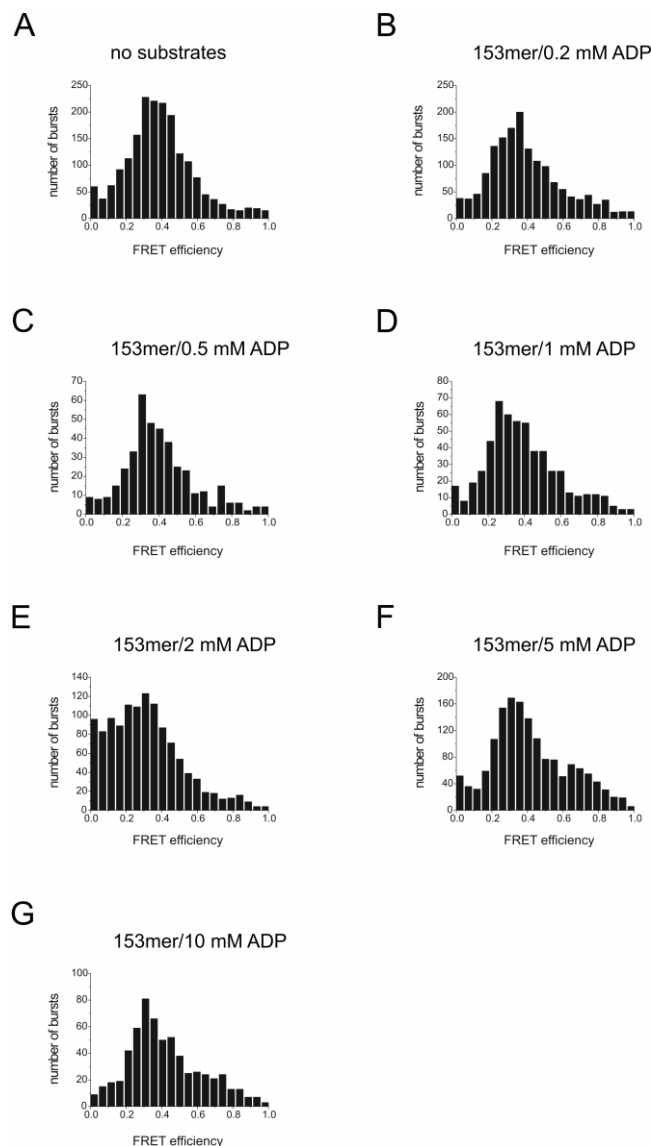 A
no substrates
250
200
150
100
50
0
number of bursts
0.0 0.2 0.4 0.6 0.8 1.0
FRET efficiency
B
153mer/0.2 mM ADP
250
200
150
100
50
0
number of bursts
0.0 0.2 0.4 0.6 0.8 1.0
FRET efficiency
C
153mer/0.5 mM ADP
70
60
50
40
30
20
10
0
number of bursts
0.0 0.2 0.4 0.6 0.8 1.0
FRET efficiency
D
153mer/1 mM ADP
80
70
60
50
40
30
20
10
0
number of bursts
0.0 0.2 0.4 0.6 0.8 1.0
FRET efficiency
E
153mer/2 mM ADP
140
120
100
80
60
40
20
0
number of bursts
0.0 0.2 0.4 0.6 0.8 1.0
FRET efficiency
F
153mer/5 mM ADP
200
160
120
80
40
0
number of bursts
0.0 0.2 0.4 0.6 0.8 1.0
FRET efficiency
G
153mer/10 mM ADP
100
80
60
40
20
0
number of bursts
0.0 0.2 0.4 0.6 0.8 1.0
FRET efficiency